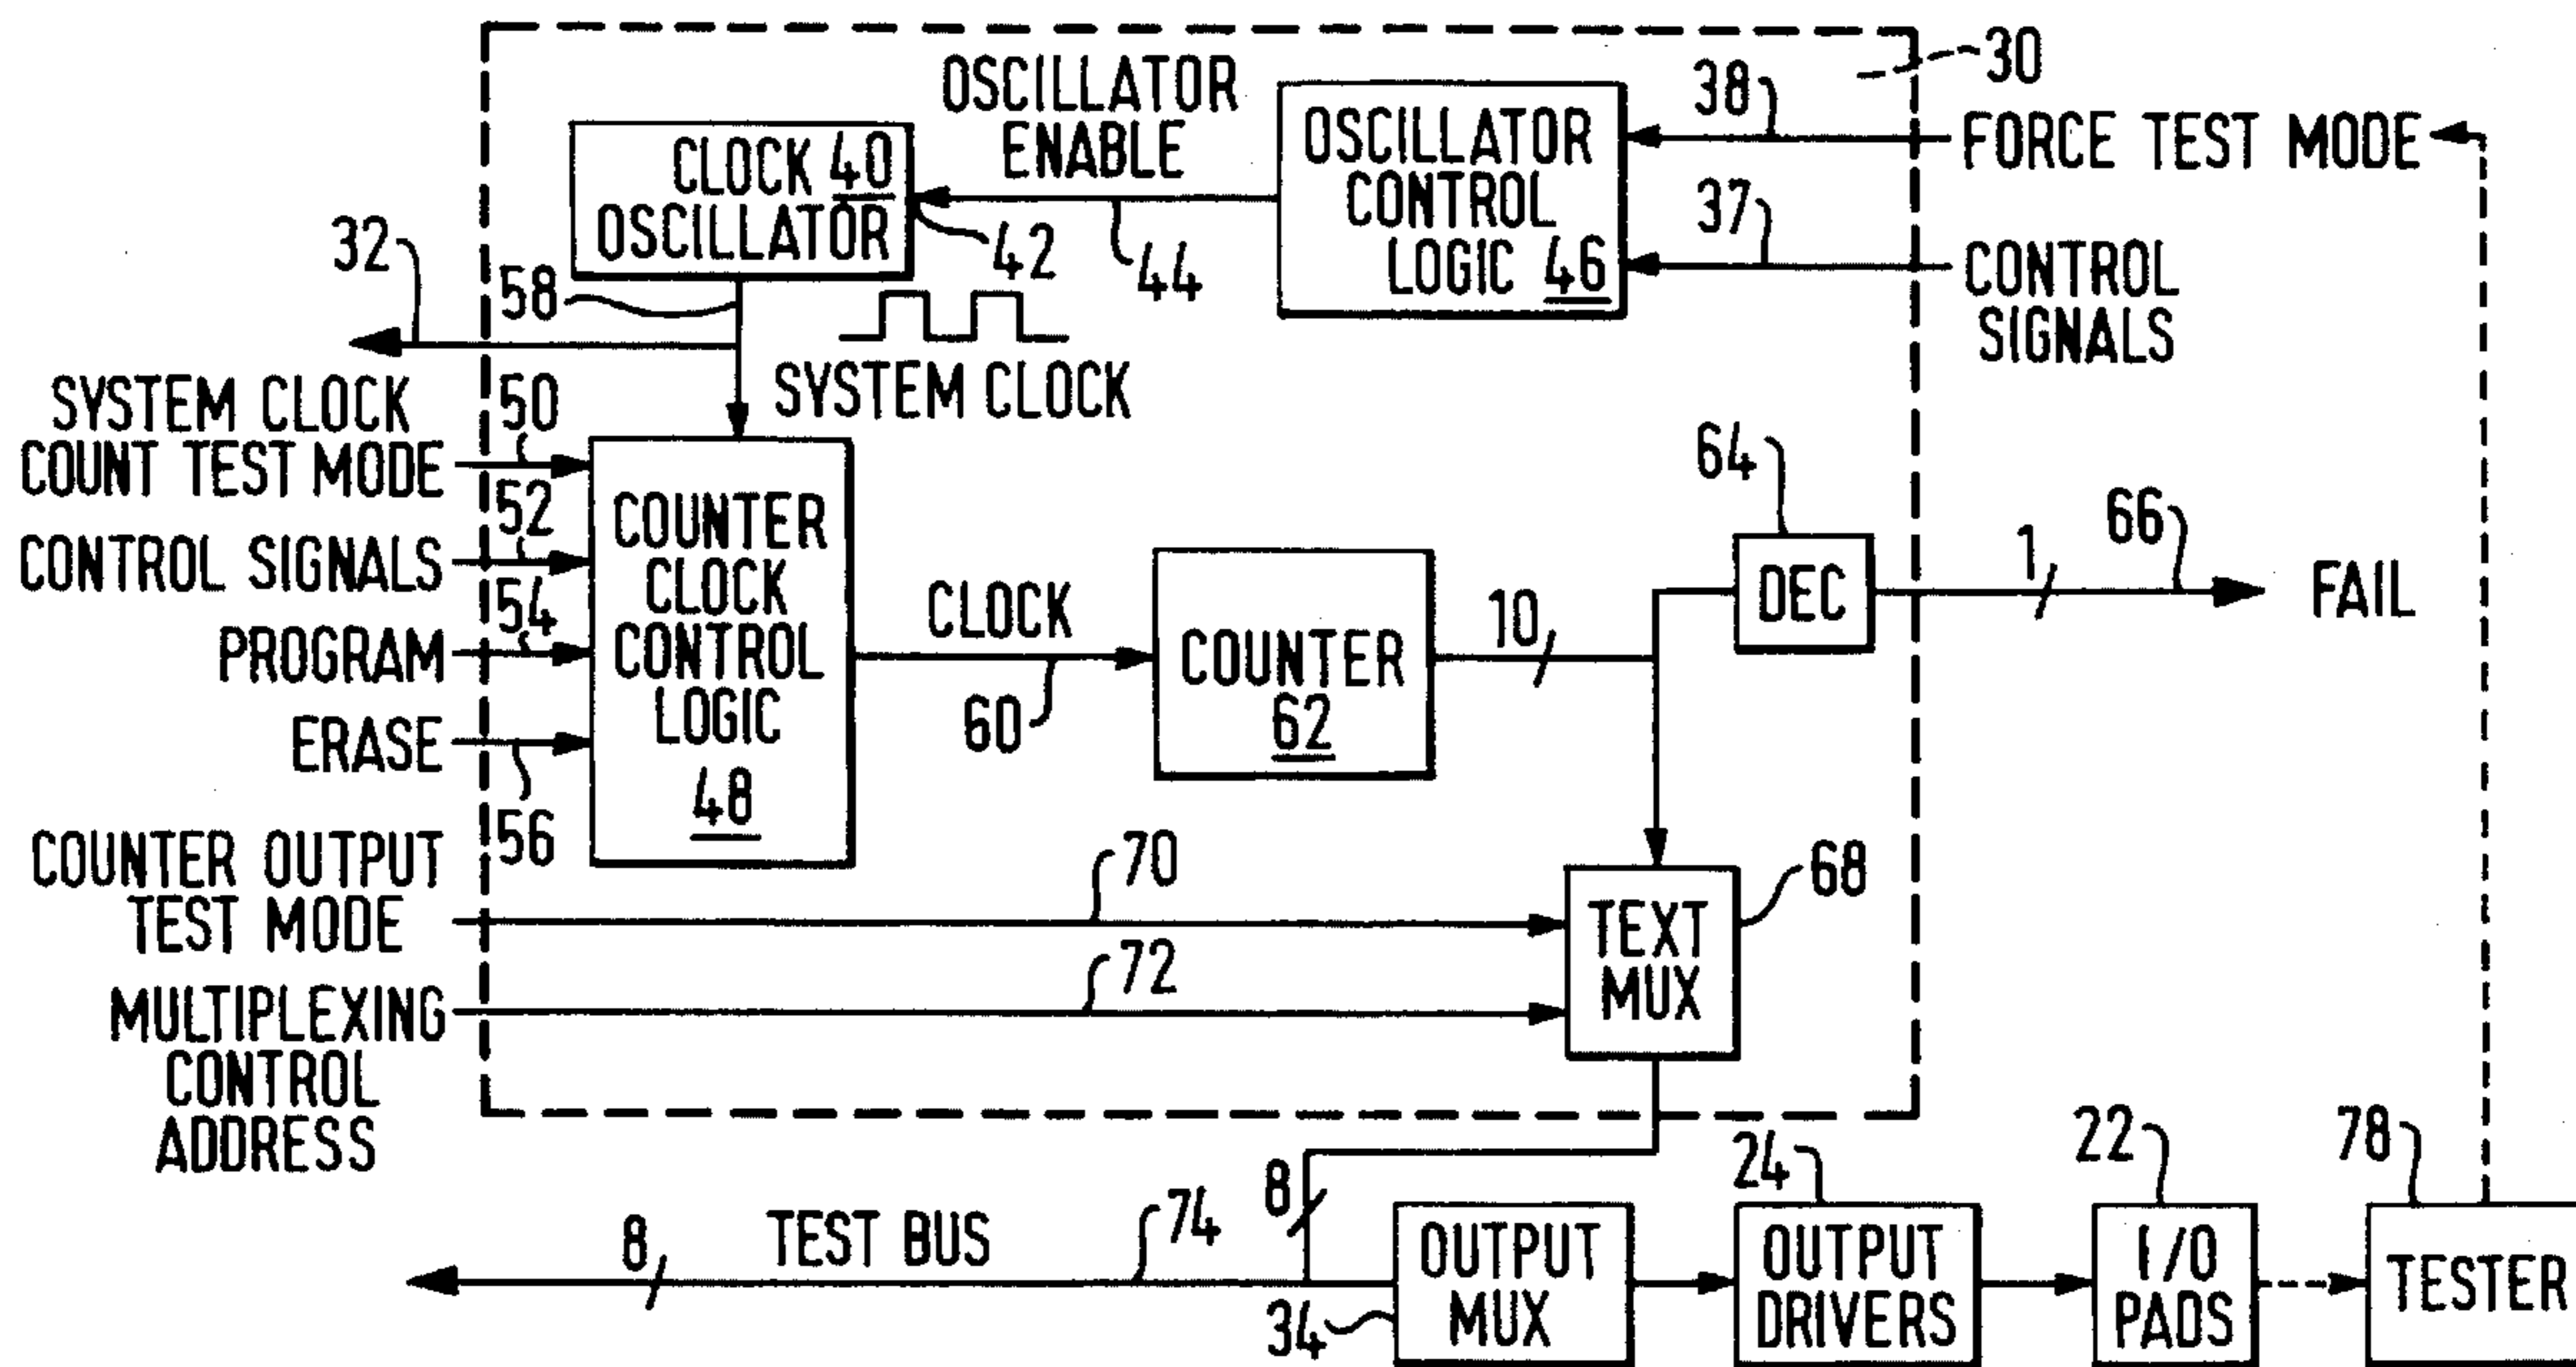 30
OSCILLATOR
ENABLE
38
FORCE TEST MODE
CLOCK 40
OSCILLATOR
OSCILLATOR
CONTROL
LOGIC 46
37
CONTROL
SIGNALS
32
42
44
58
SYSTEM CLOCK
SYSTEM CLOCK
COUNT TEST MODE
50
CONTROL SIGNALS
52
PROGRAM
54
ERASE
56
COUNTER
CLOCK
CONTROL
LOGIC
48
CLOCK
60
COUNTER
62
10
64
DEC
1
66
FAIL
COUNTER OUTPUT
TEST MODE
70
MULTIPLEXING
CONTROL
ADDRESS
72
TEXT
MUX
68
8
TEST BUS
74
8
OUTPUT
MUX
34
OUTPUT
DRIVERS
24
I/O
PADS
22
TESTER
78